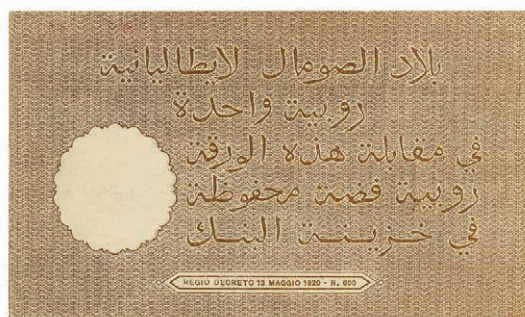 بلاد الصومال لايطاليانية
روبية واحدة
في مقابلة هذه الورقة
روبية فضة محفوظة
في خزينة البنك
REGIO DECRETO 13 MAGGIO 1920 - N. 600